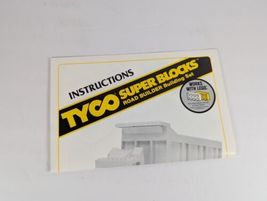 INSTRUCTIONS
TYCO SUPER BLOCKS
ROAD BUILDER Building Set
WORKS
WITH LEGO